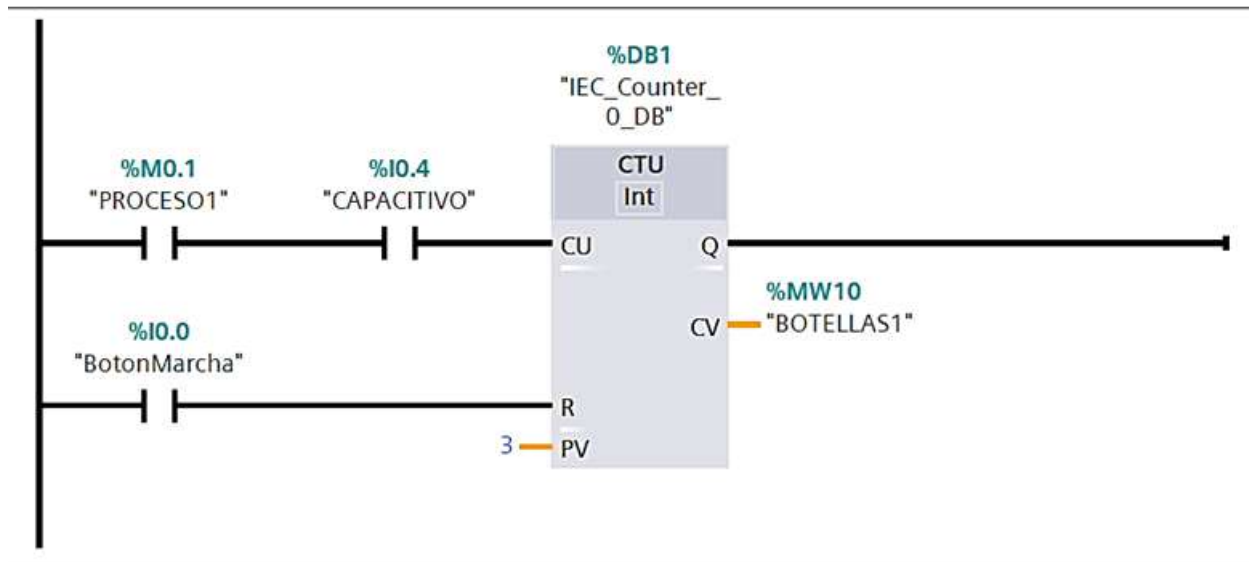 %DB1
"IEC_Counter_
0_DB"
%M0.1
"PROCESO1"
%I0.4
"CAPACITIVO"
CTU
Int
CU
Q
%MW10
CV
"BOTELLAS1"
%I0.0
"BotonMarcha"
R
3
PV